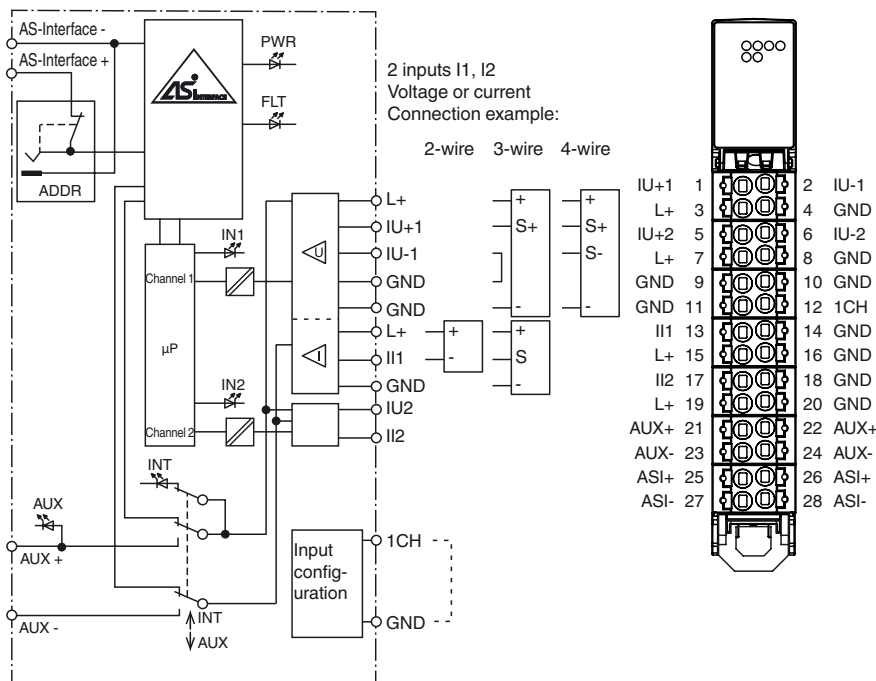 AS-Interface -
AS-Interface +
ADDR
ASi
INTERFACE
PWR
FLT
IN1
Channel 1
µP
IN2
Channel 2
INT
AUX
AUX +
AUX -
INT
AUX
U
I
L+
IU+1
IU-1
GND
GND
L+
II1
GND
IU2
II2
Input
config-
uration
1CH
GND
2 inputs I1, I2
Voltage or current
Connection example:
2-wire 3-wire 4-wire
+
-
+
S+
-
+
S
-
+
S+
S-
-
IU+1 1 2 IU-1
L+ 3 4 GND
IU+2 5 6 IU-2
L+ 7 8 GND
GND 9 10 GND
GND 11 12 1CH
II1 13 14 GND
L+ 15 16 GND
II2 17 18 GND
L+ 19 20 GND
AUX+ 21 22 AUX+
AUX- 23 24 AUX-
ASI+ 25 26 ASI+
ASI- 27 28 ASI-